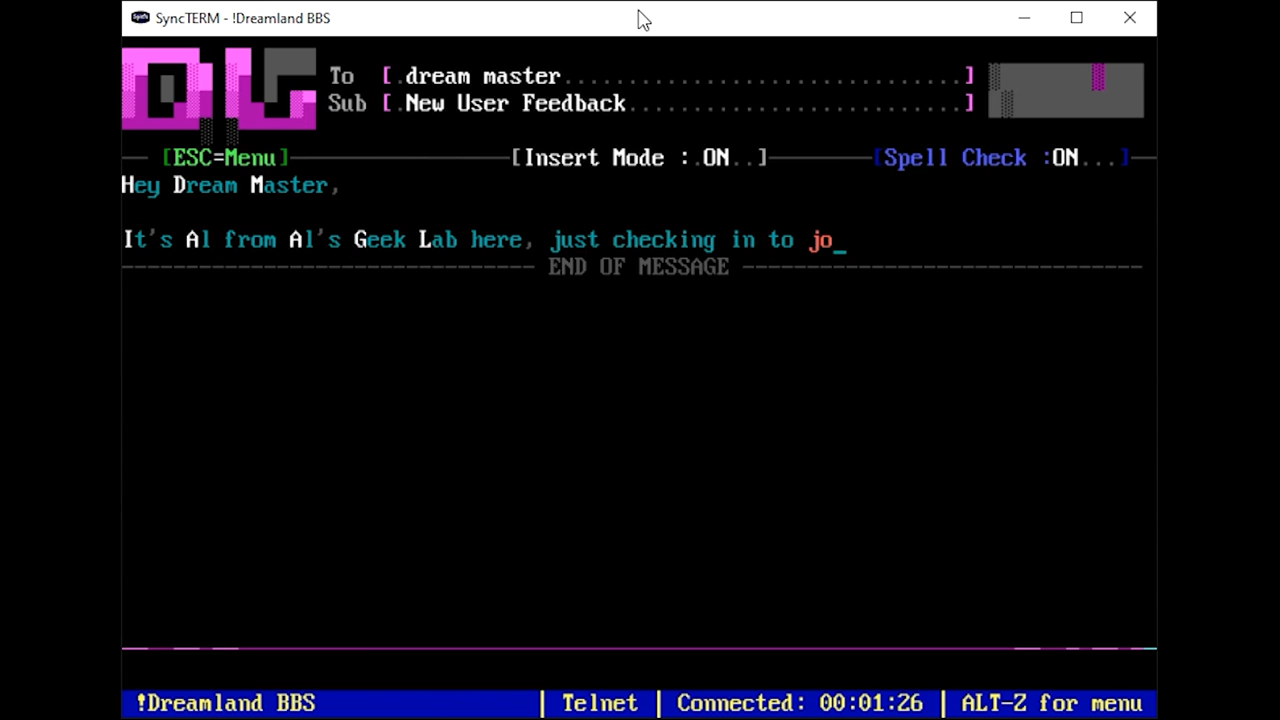 SyncTERM - !Dreamland BBS
DL
To [.dream master...............................]
Sub [.New User Feedback..........................]
[ESC=Menu] [Insert Mode :.ON..] [Spell Check :ON...]
Hey Dream Master,
It's Al from Al's Geek Lab here, just checking in to jo_
END OF MESSAGE
!Dreamland BBS | Telnet | Connected: 00:01:26 | ALT-Z for menu